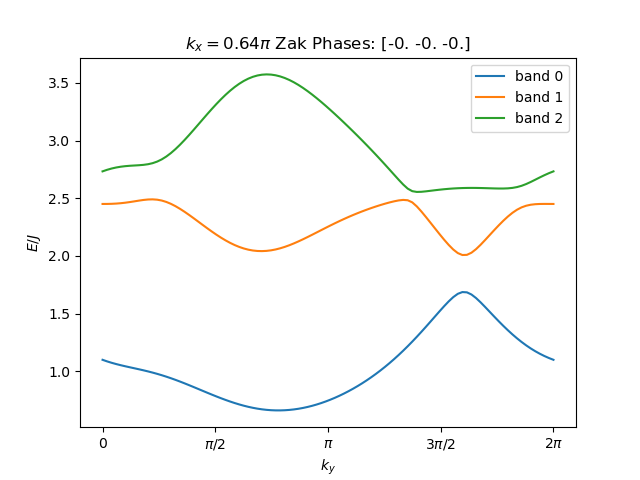 k_x = 0.64π Zak Phases: [-0. -0. -0.]
band 0
band 1
band 2
3.5
3.0
2.5
2.0
1.5
1.0
E/J
0
π/2
π
3π/2
2π
k_y